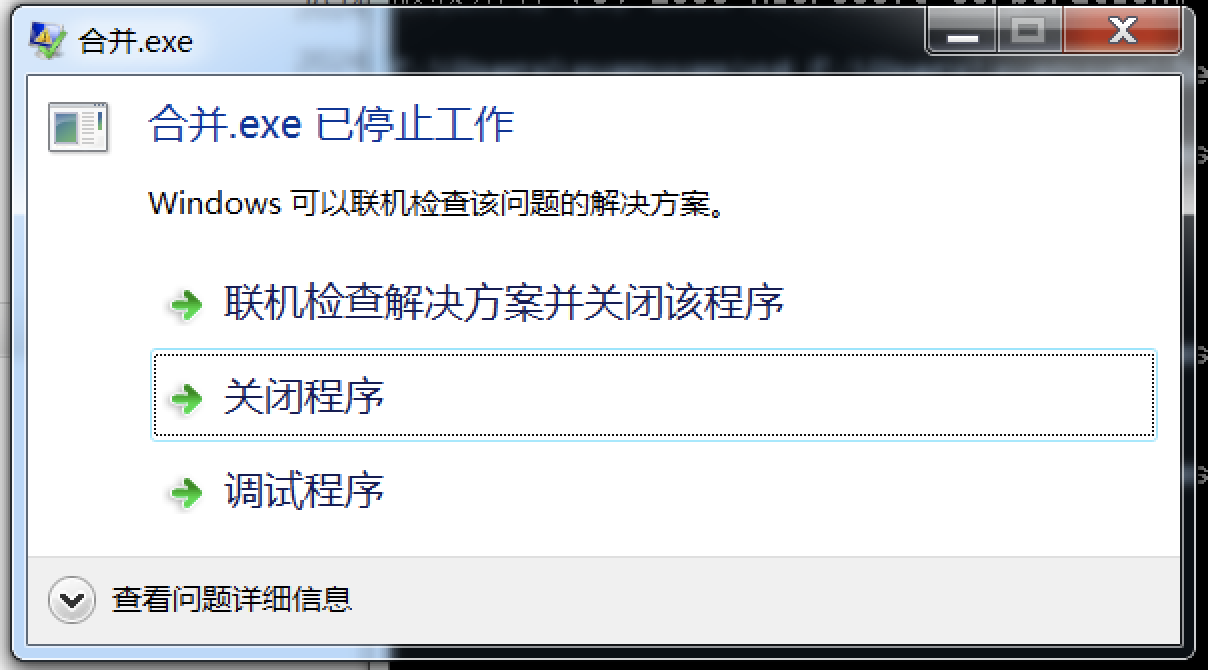 合并.exe
合并.exe 已停止工作
Windows 可以联机检查该问题的解决方案。
联机检查解决方案并关闭该程序
关闭程序
调试程序
查看问题详细信息